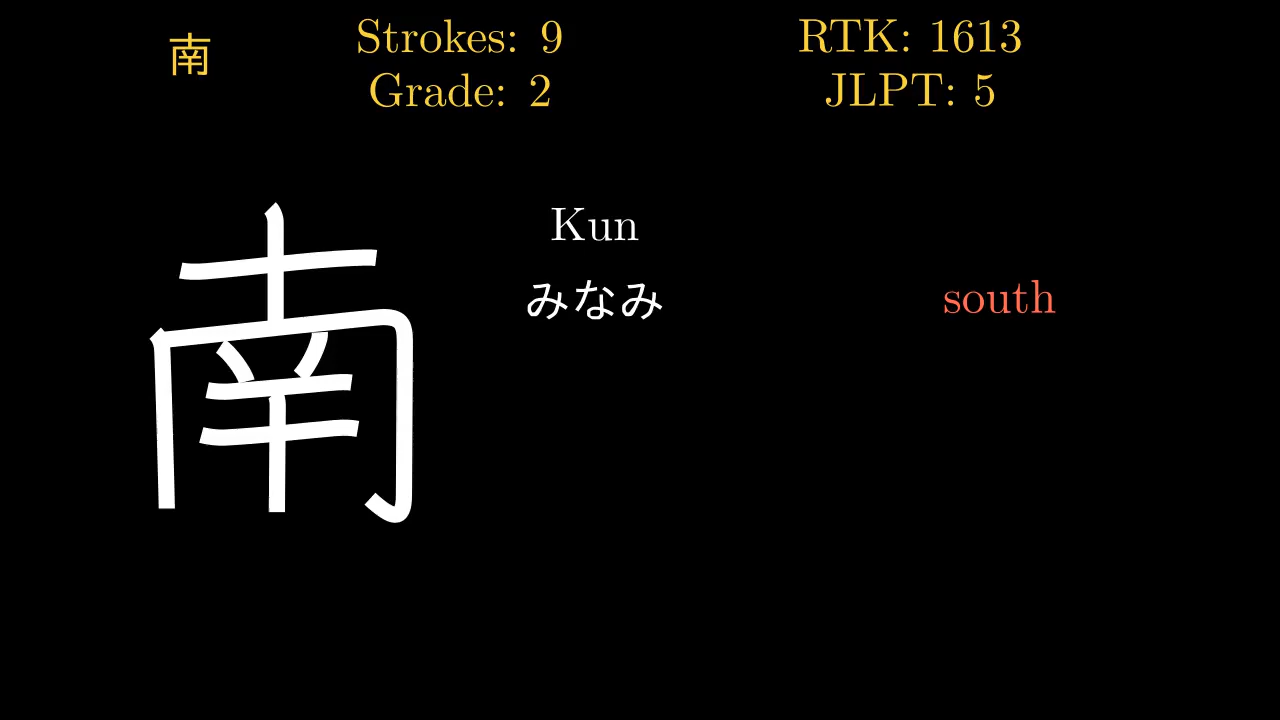 南
Strokes: 9
Grade: 2
RTK: 1613
JLPT: 5
南
Kun
みなみ
south